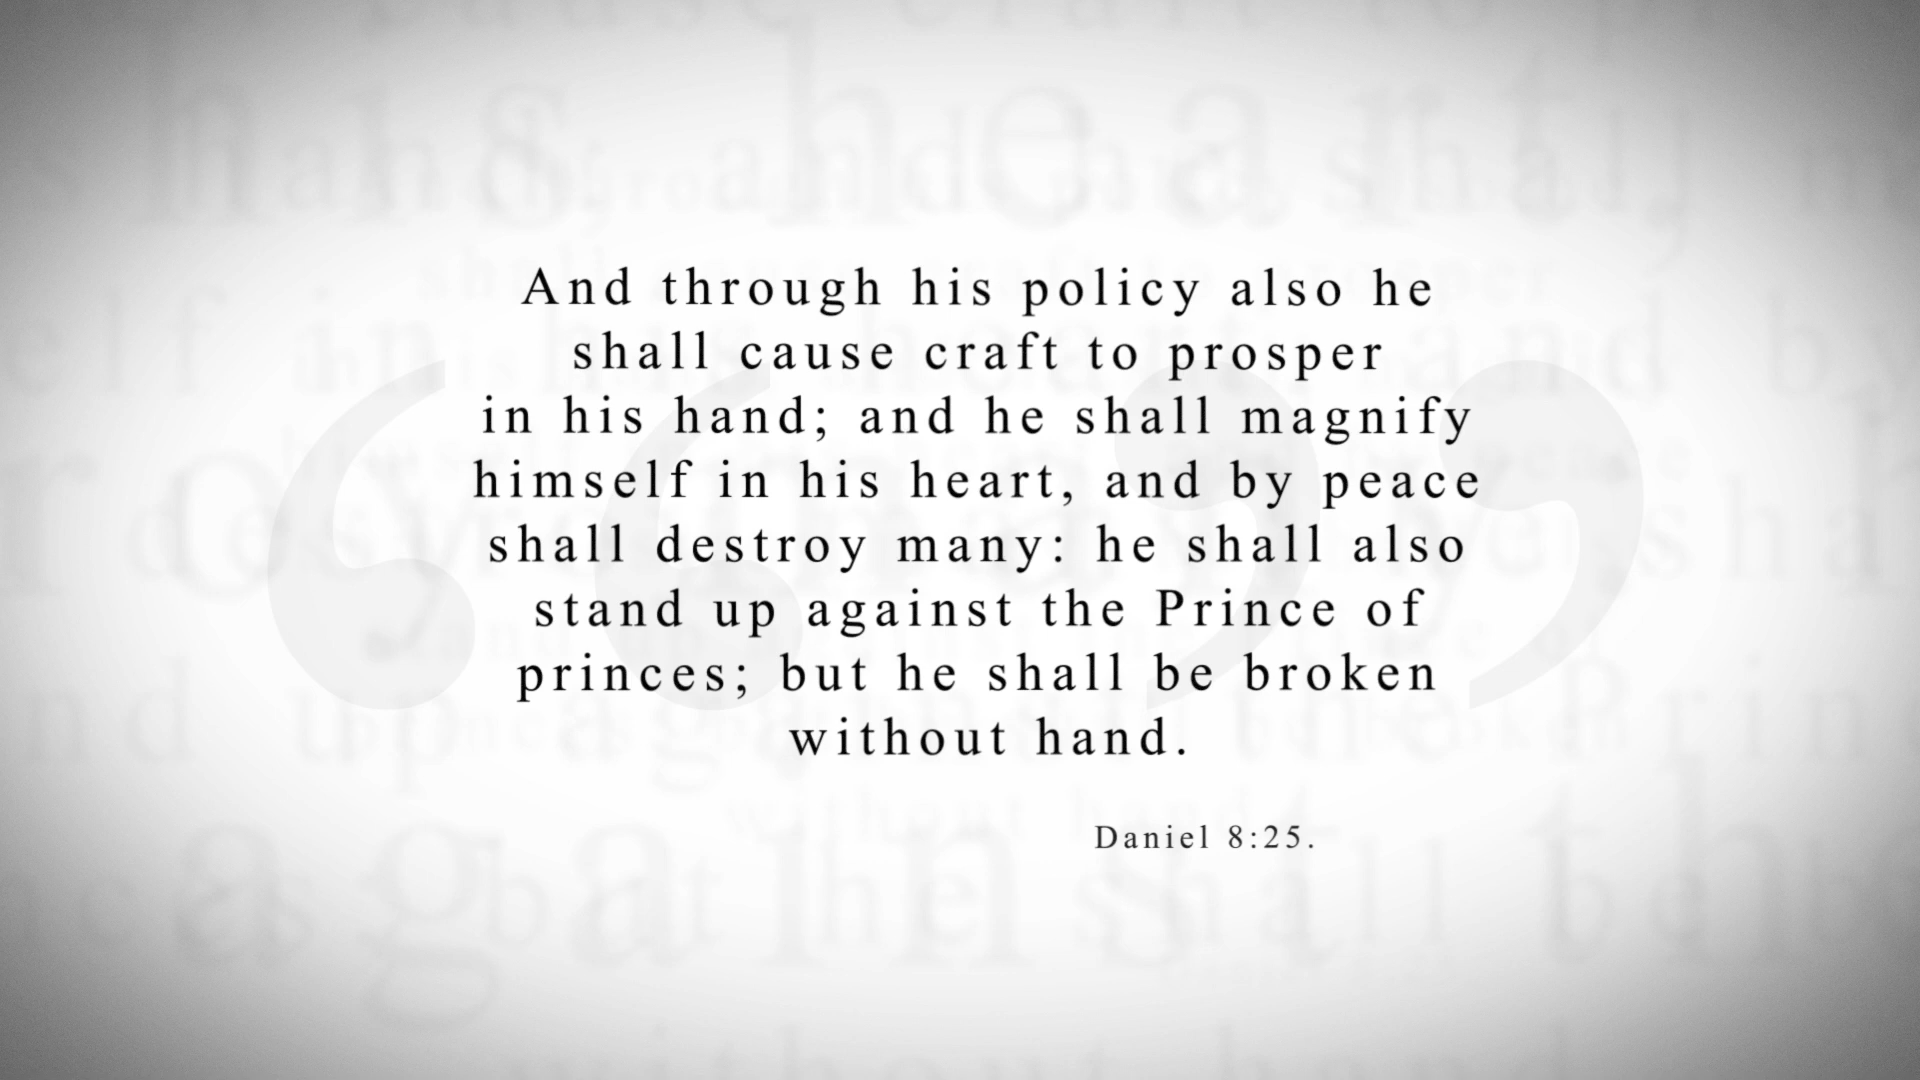 And through his policy also he
shall cause craft to prosper
in his hand; and he shall magnify
himself in his heart, and by peace
shall destroy many: he shall also
stand up against the Prince of
princes; but he shall be broken
without hand.
Daniel 8:25.